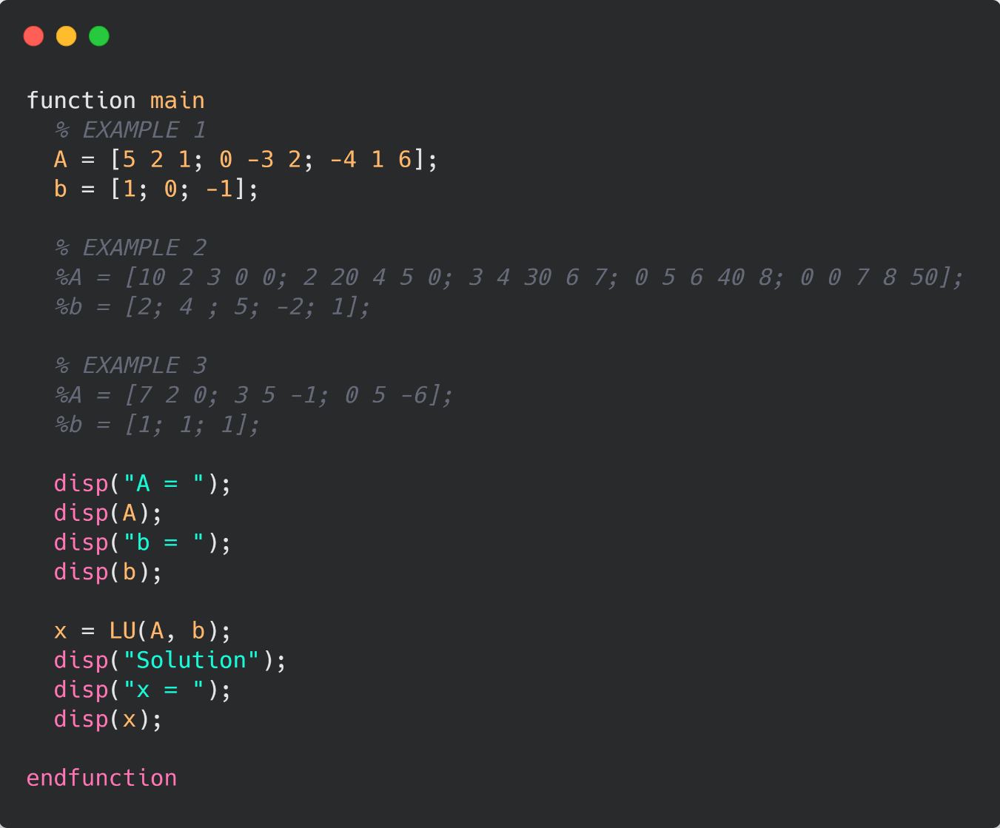 function main
  % EXAMPLE 1
  A = [5 2 1; 0 -3 2; -4 1 6];
  b = [1; 0; -1];

  % EXAMPLE 2
  %A = [10 2 3 0 0; 2 20 4 5 0; 3 4 30 6 7; 0 5 6 40 8; 0 0 7 8 50];
  %b = [2; 4 ; 5; -2; 1];

  % EXAMPLE 3
  %A = [7 2 0; 3 5 -1; 0 5 -6];
  %b = [1; 1; 1];

  disp("A = ");
  disp(A);
  disp("b = ");
  disp(b);

  x = LU(A, b);
  disp("Solution");
  disp("x = ");
  disp(x);

endfunction